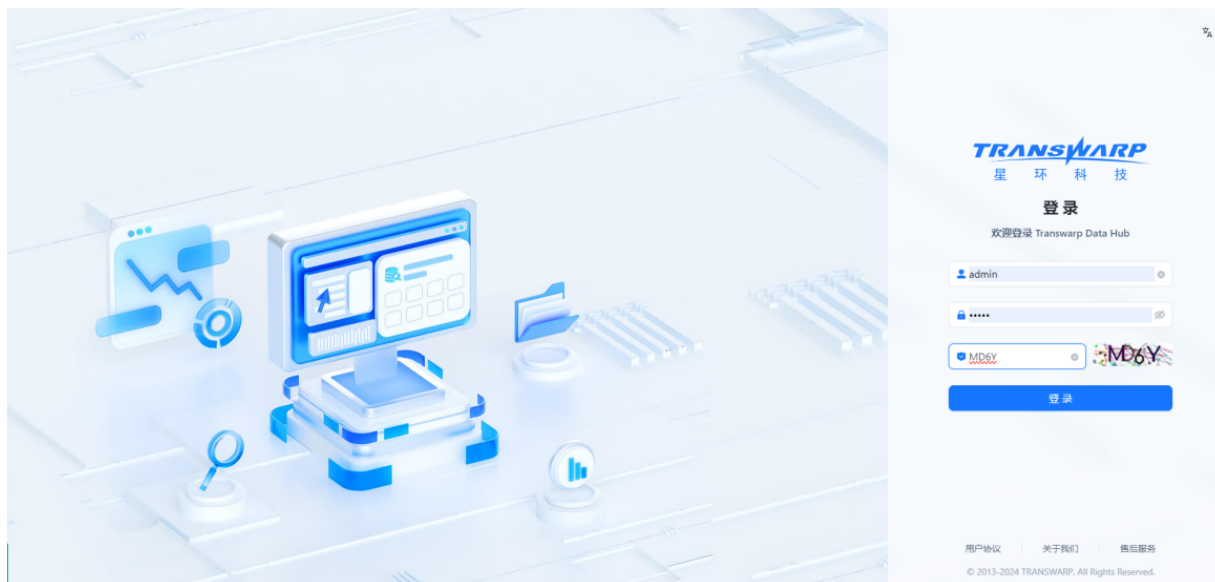 TRANSWARP
星环科技
登录
欢迎登录 Transwarp Data Hub
admin
•••••
MD6Y MD6Y
登录
用户协议 关于我们 售后服务
© 2013-2024 TRANSWARP. All Rights Reserved.